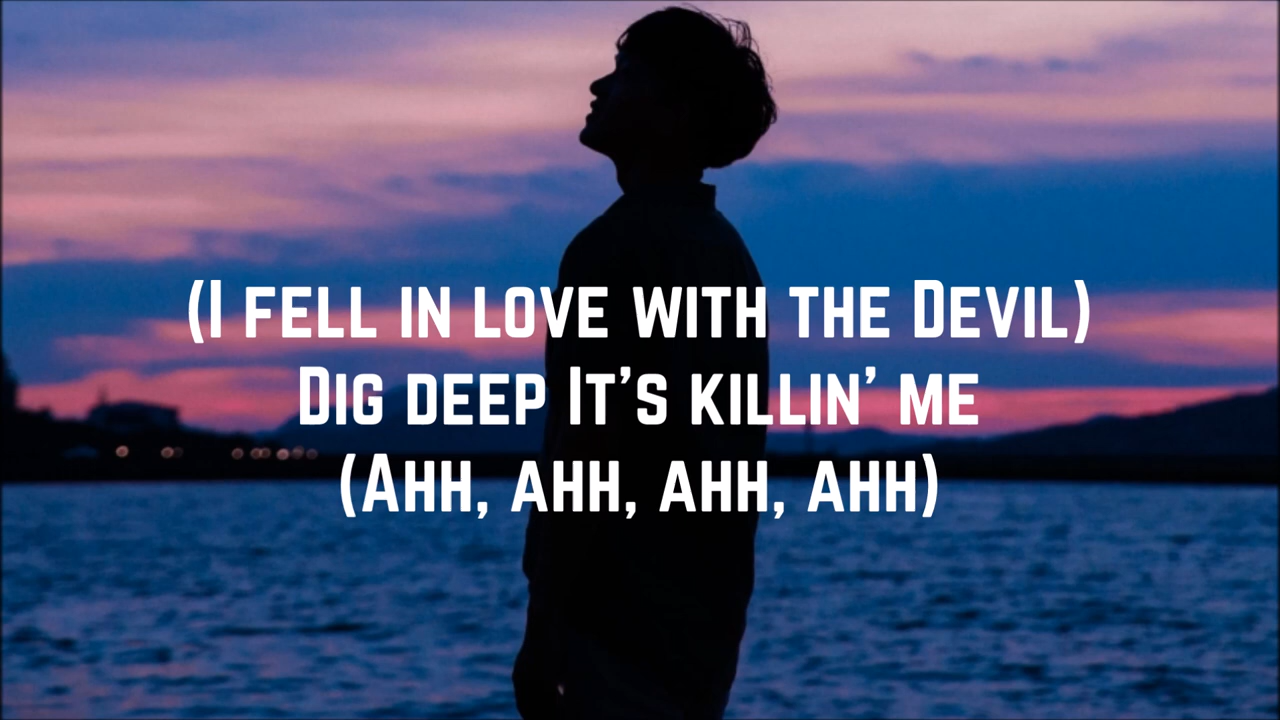 (I fell in love with the Devil)
Dig deep It's killin' me
(Ahh, ahh, ahh, ahh)